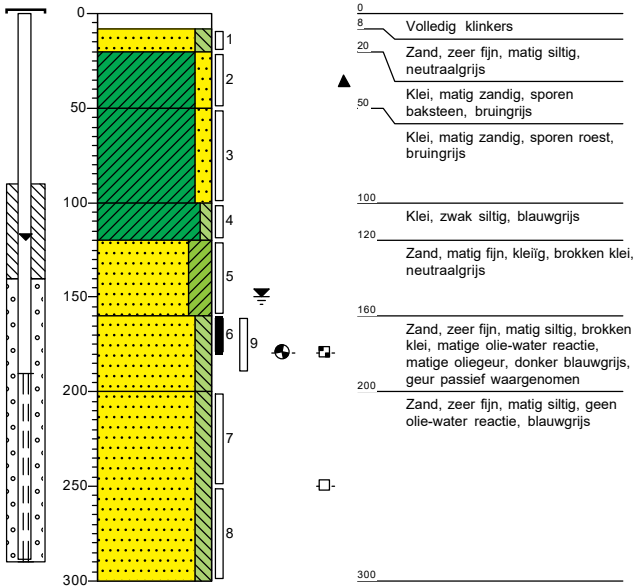 0
50
100
150
200
250
300
1
2
3
4
5
6
9
7
8
0
Volledig klinkers
8
Zand, zeer fijn, matig siltig,
neutraalgrijs
20
Klei, matig zandig, sporen
baksteen, bruingrijs
50
Klei, matig zandig, sporen roest,
bruingrijs
100
Klei, zwak siltig, blauwgrijs
120
Zand, matig fijn, kleiïg, brokken klei,
neutraalgrijs
160
Zand, zeer fijn, matig siltig, brokken
klei, matige olie-water reactie,
matige oliegeur, donker blauwgrijs,
geur passief waargenomen
200
Zand, zeer fijn, matig siltig, geen
olie-water reactie, blauwgrijs
300